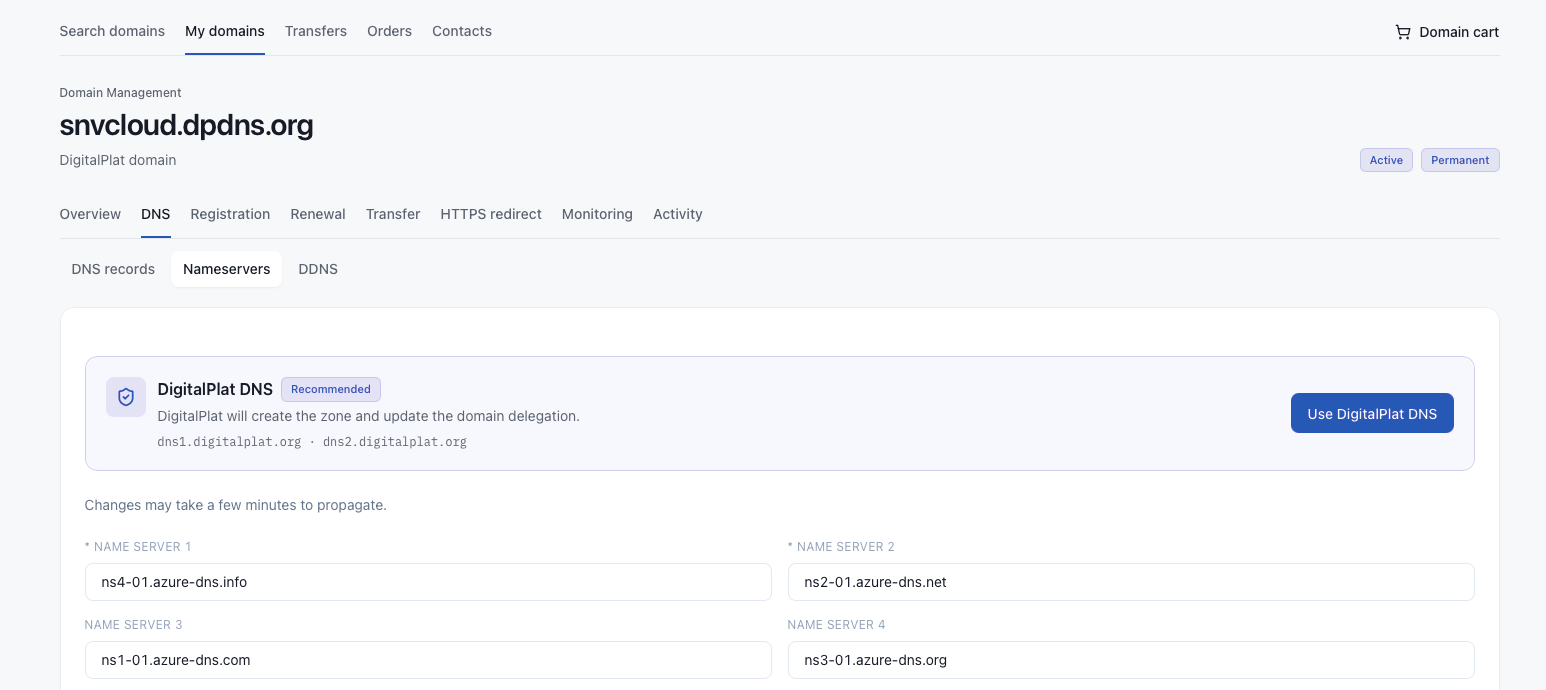 Search domains My domains Transfers Orders Contacts Domain cart
Domain Management
snvcloud.dpdns.org
DigitalPlat domain Active Permanent
Overview DNS Registration Renewal Transfer HTTPS redirect Monitoring Activity
DNS records Nameservers DDNS
DigitalPlat DNS Recommended
DigitalPlat will create the zone and update the domain delegation.
dns1.digitalplat.org · dns2.digitalplat.org
Use DigitalPlat DNS
Changes may take a few minutes to propagate.
* NAME SERVER 1 * NAME SERVER 2
ns4-01.azure-dns.info ns2-01.azure-dns.net
NAME SERVER 3 NAME SERVER 4
ns1-01.azure-dns.com ns3-01.azure-dns.org